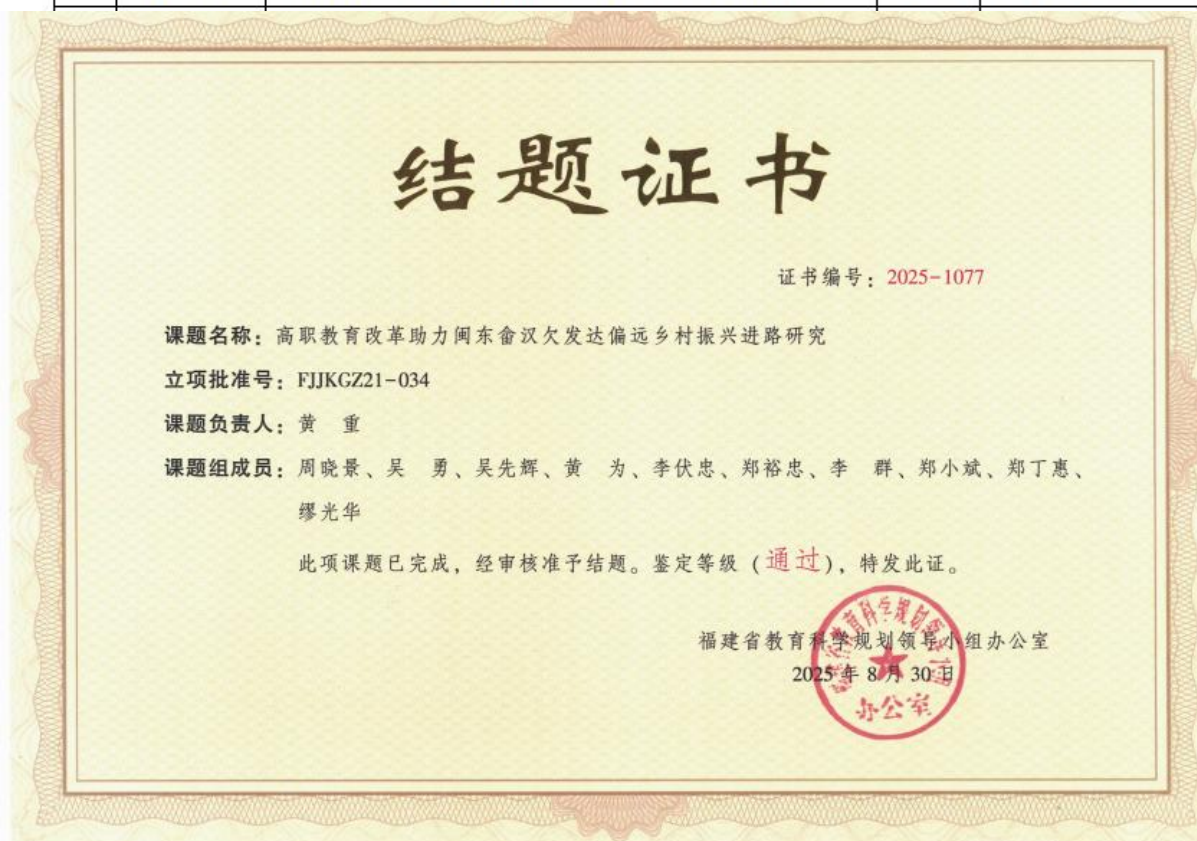 结题证书
证书编号：2025-1077
课题名称：高职教育改革助力闽东畲汉欠发达偏远乡村振兴进路研究
立项批准号：FJJKGZ21-034
课题负责人：黄　重
课题组成员：周晓景、吴　勇、吴先辉、黄　为、李伏忠、郑裕忠、李　群、郑小斌、郑丁惠、
缪光华
此项课题已完成，经审核准予结题。鉴定等级（通过），特发此证。
福建省教育科学规划领导小组办公室
2025 年 8 月 30 日
办公室